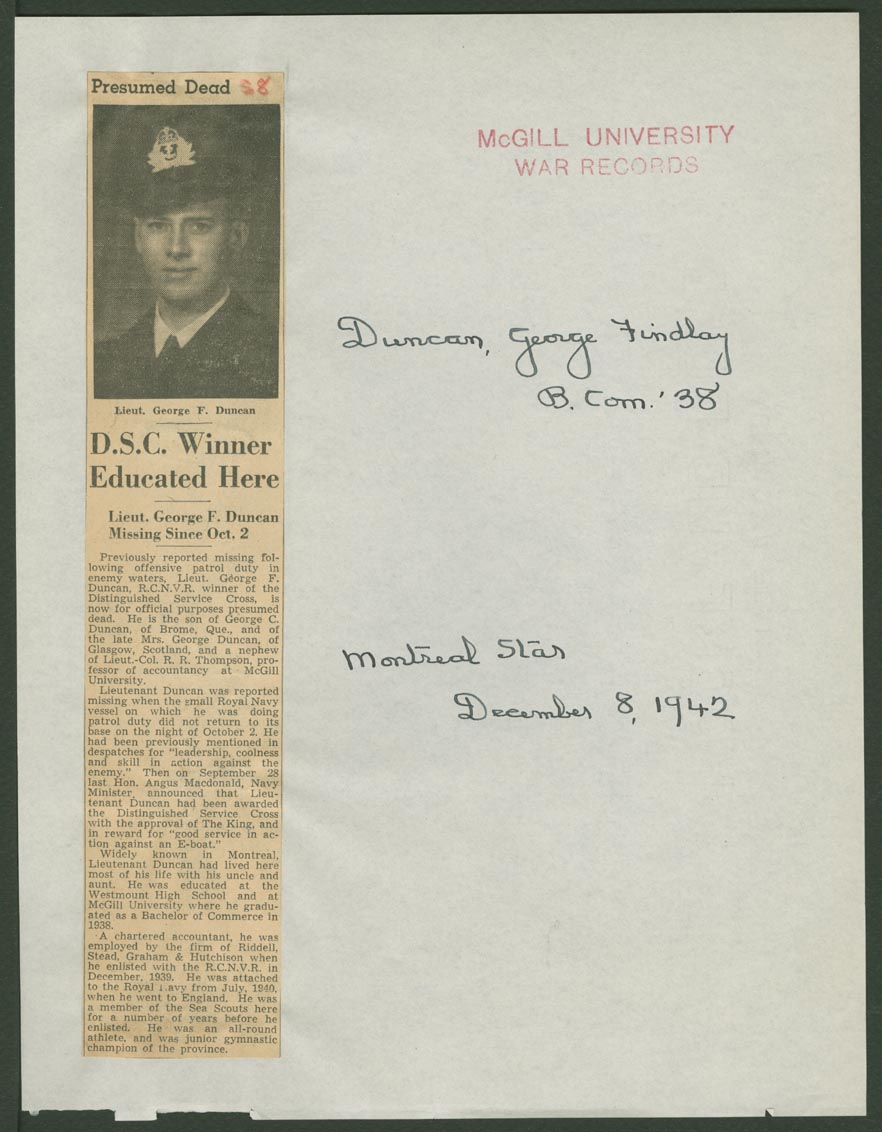 Presumed Dead 58
McGILL UNIVERSITY
WAR RECORDS
Duncan, George Findlay
B. Com. '38
Montreal Star
December 8, 1942
Lieut. George F. Duncan
D.S.C. Winner
Educated Here
Lieut. George F. Duncan
Missing Since Oct. 2
Previously reported missing fol-
lowing offensive patrol duty in
enemy waters, Lieut. George F.
Duncan, R.C.N.V.R. winner of the
Distinguished Service Cross, is
now for official purposes presumed
dead. He is the son of George C.
Duncan, of Brome, Que., and of
the late Mrs. George Duncan, of
Glasgow, Scotland, and a nephew
of Lieut.-Col. R. R. Thompson, pro-
fessor of accountancy at McGill
University.
Lieutenant Duncan was reported
missing when the small Royal Navy
vessel on which he was doing
patrol duty did not return to its
base on the night of October 2. He
had been previously mentioned in
despatches for "leadership, coolness
and skill in action against the
enemy." Then on September 28
last Hon. Angus Macdonald, Navy
Minister, announced that Lieu-
tenant Duncan had been awarded
the Distinguished Service Cross
with the approval of The King, and
in reward for "good service in ac-
tion against an E-boat."
Widely known in Montreal,
Lieutenant Duncan had lived here
most of his life with his uncle and
aunt. He was educated at the
Westmount High School and at
McGill University where he gradu-
ated as a Bachelor of Commerce in
1938.
A chartered accountant, he was
employed by the firm of Riddell,
Stead, Graham & Hutchison when
he enlisted with the R.C.N.V.R. in
December, 1939. He was attached
to the Royal Navy from July, 1940,
when he went to England. He was
a member of the Sea Scouts here
for a number of years before he
enlisted. He was an all-round
athlete, and was junior gymnastic
champion of the province.